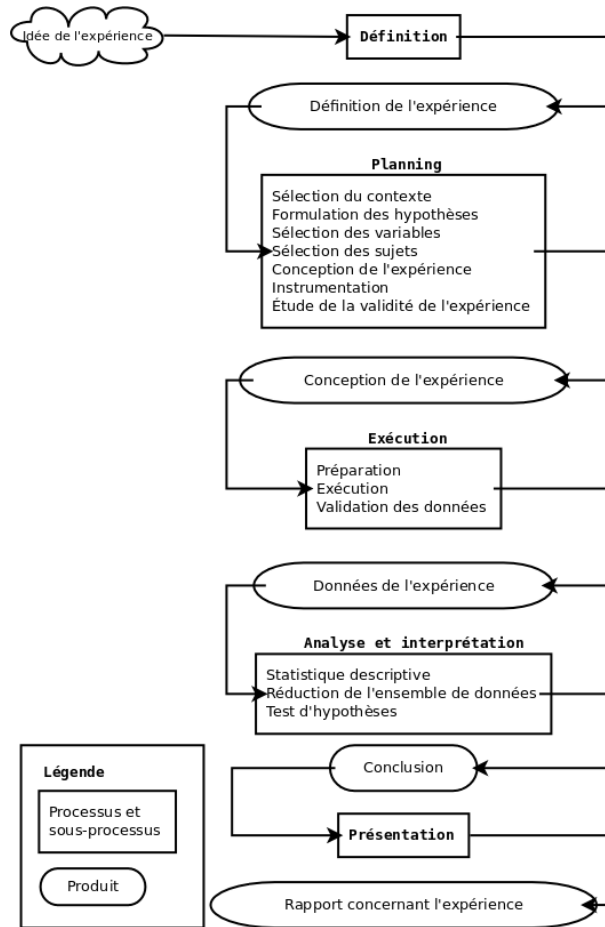 Idée de l'expérience
Définition
Définition de l'expérience
Planning
Sélection du contexte
Formulation des hypothèses
Sélection des variables
Sélection des sujets
Conception de l'expérience
Instrumentation
Étude de la validité de l'expérience
Conception de l'expérience
Exécution
Préparation
Exécution
Validation des données
Données de l'expérience
Analyse et interprétation
Statistique descriptive
Réduction de l'ensemble de données
Test d'hypothèses
Conclusion
Présentation
Rapport concernant l'expérience
Légende
Processus et
sous-processus
Produit